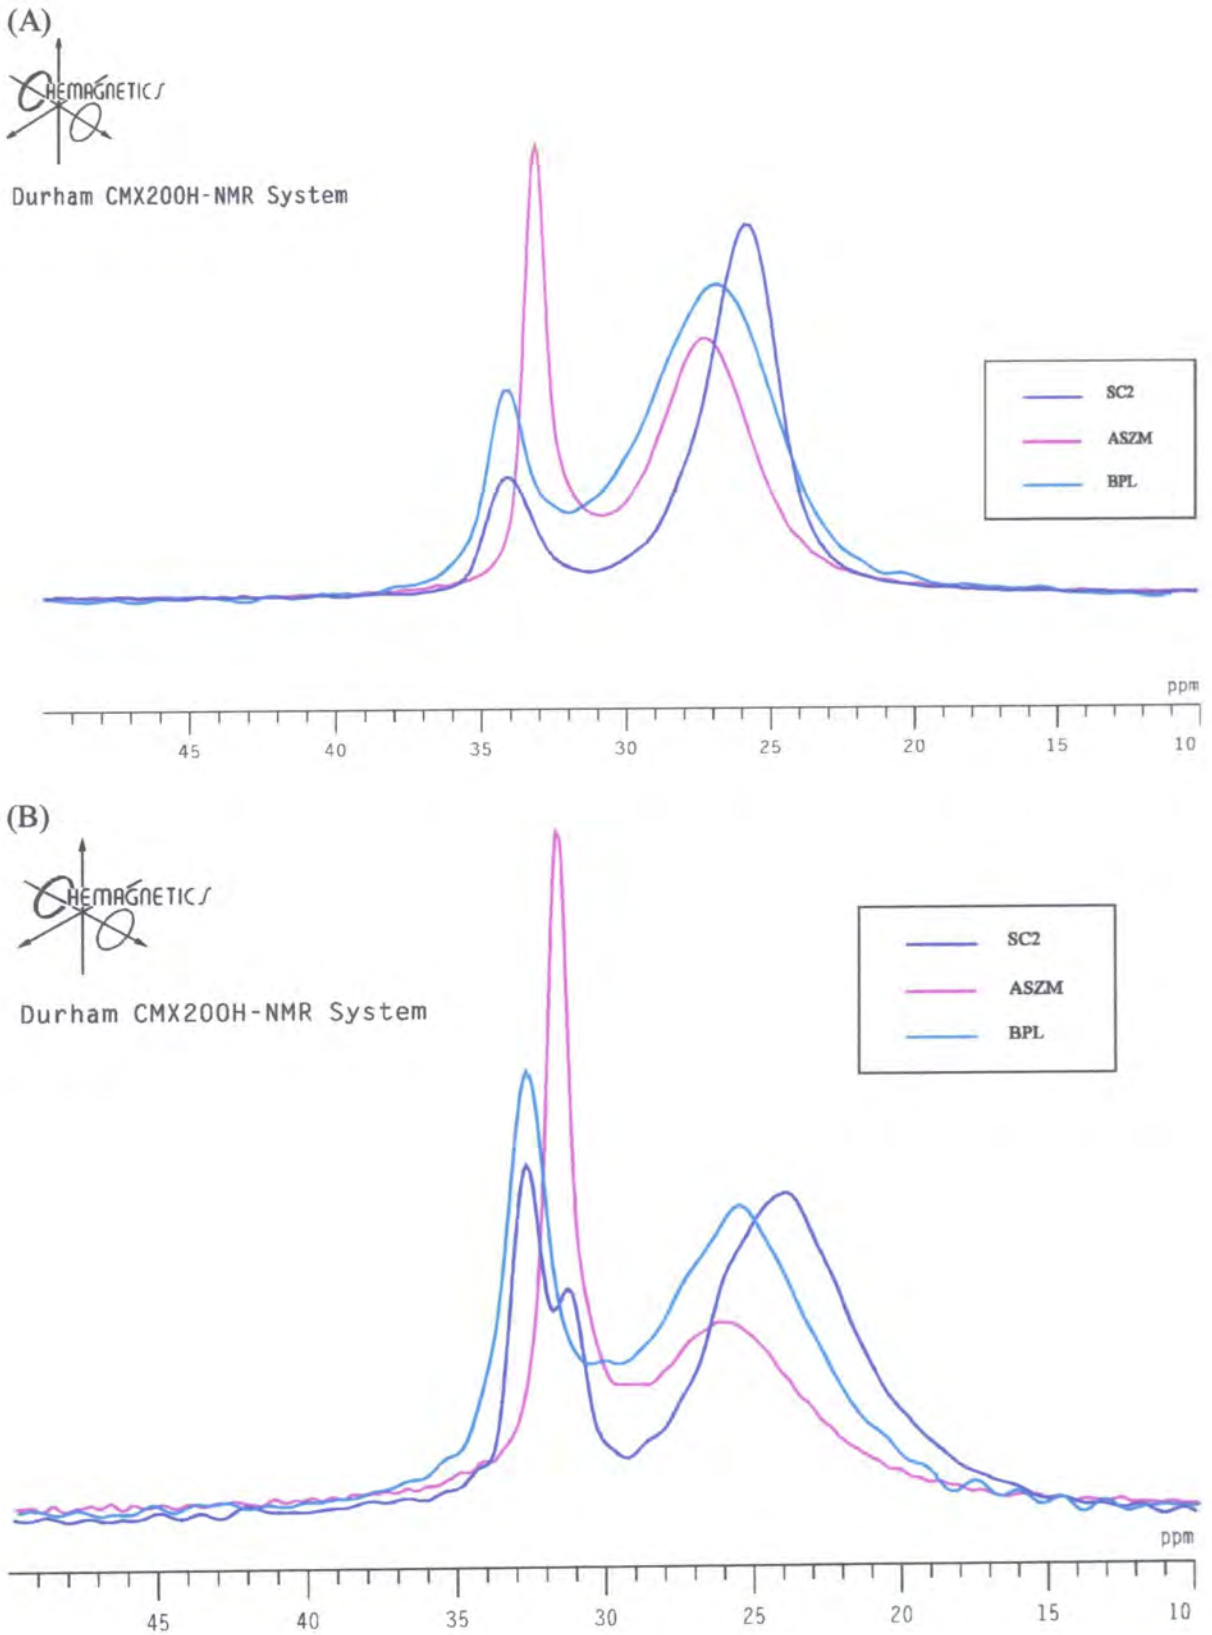 (A)
CHEMAGNETICS
Durham CMX200H-NMR System
SC2
ASZM
BPL
ppm
45 40 35 30 25 20 15 10
(B)
CHEMAGNETICS
Durham CMX200H-NMR System
SC2
ASZM
BPL
ppm
45 40 35 30 25 20 15 10